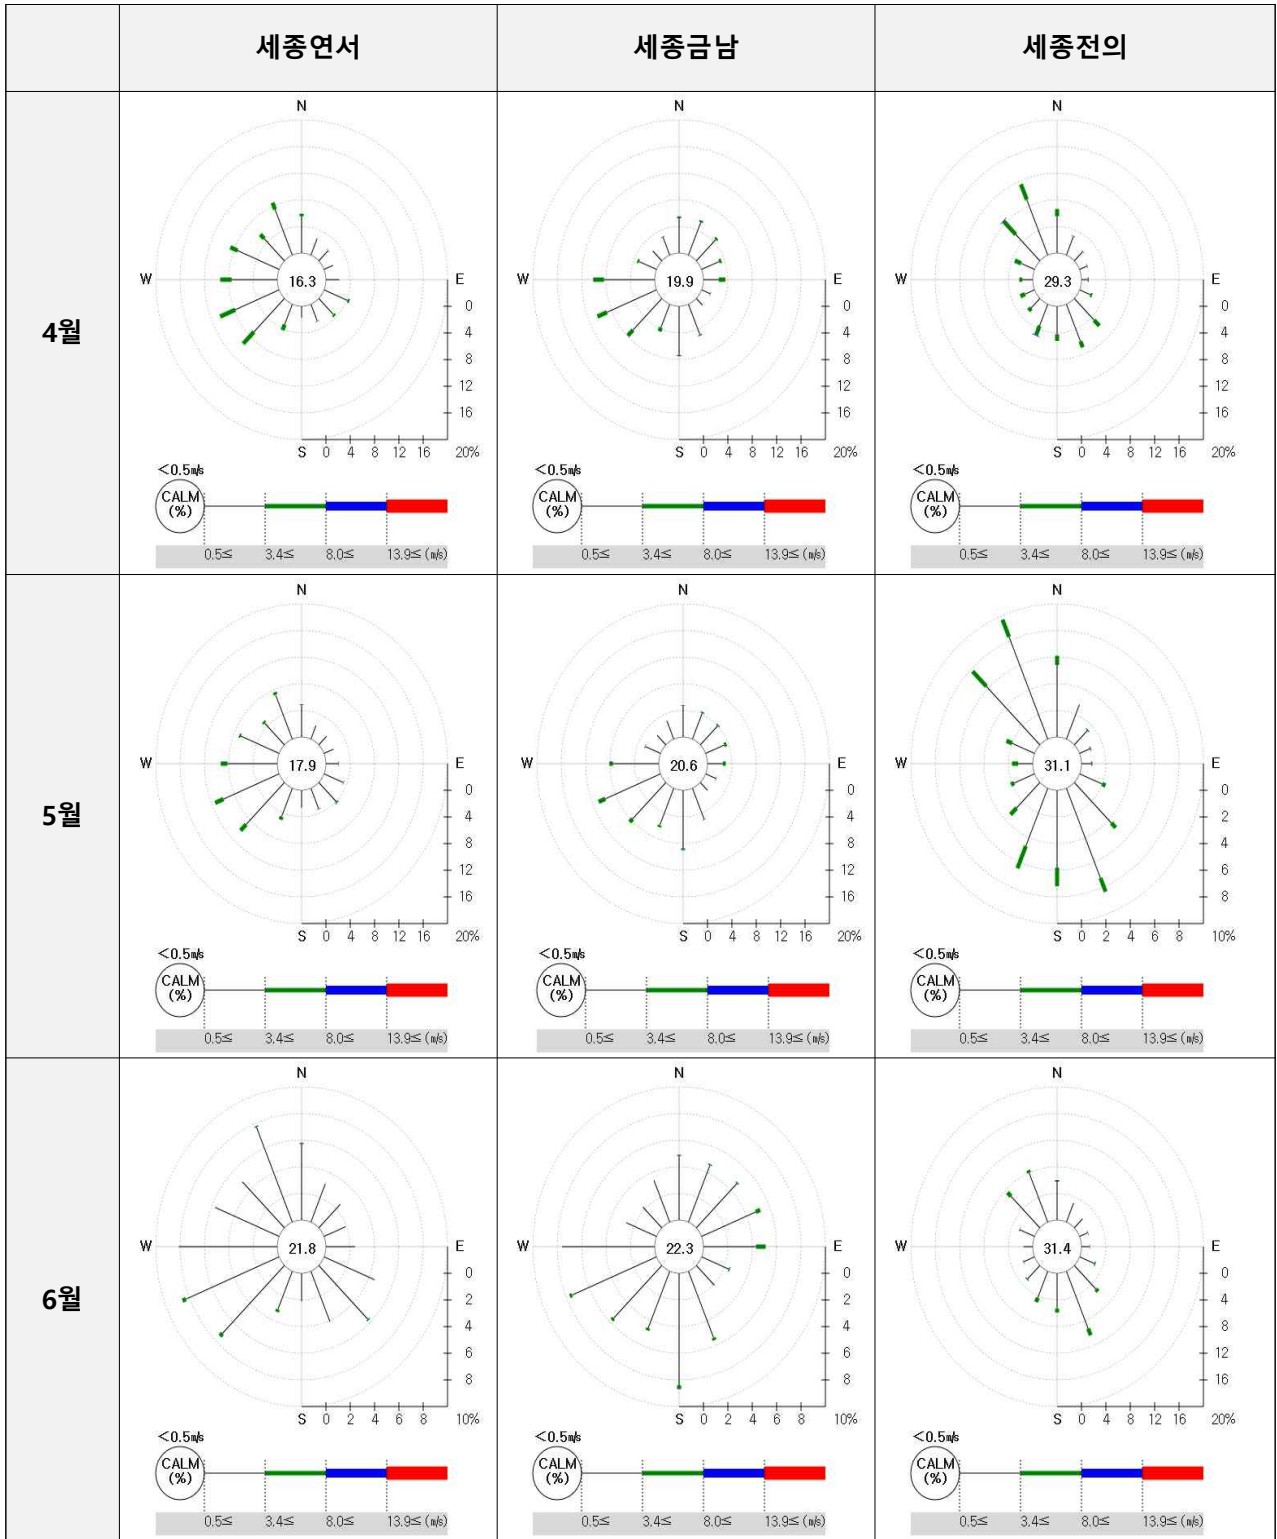 세종연서 세종금남 세종전의
4월
N N N
W 16.3 E W 19.9 E W 29.3 E
0 0 0
4 4 4
8 8 8
12 12 12
16 16 16
S 0 4 8 12 16 20% S 0 4 8 12 16 20% S 0 4 8 12 16 20%
<0.5㎧ <0.5㎧ <0.5㎧
CALM CALM CALM
(%) (%) (%)
0.5≤ 3.4≤ 8.0≤ 13.9≤ (㎧) 0.5≤ 3.4≤ 8.0≤ 13.9≤ (㎧) 0.5≤ 3.4≤ 8.0≤ 13.9≤ (㎧)
5월
N N N
W 17.9 E W 20.6 E W 31.1 E
0 0 0
4 4 2
8 8 4
12 12 6
16 16 8
S 0 4 8 12 16 20% S 0 4 8 12 16 20% S 0 2 4 6 8 10%
<0.5㎧ <0.5㎧ <0.5㎧
CALM CALM CALM
(%) (%) (%)
0.5≤ 3.4≤ 8.0≤ 13.9≤ (㎧) 0.5≤ 3.4≤ 8.0≤ 13.9≤ (㎧) 0.5≤ 3.4≤ 8.0≤ 13.9≤ (㎧)
6월
N N N
W 21.8 E W 22.3 E W 31.4 E
0 0 0
2 2 4
4 4 8
6 6 12
8 8 16
S 0 2 4 6 8 10% S 0 2 4 6 8 10% S 0 4 8 12 16 20%
<0.5㎧ <0.5㎧ <0.5㎧
CALM CALM CALM
(%) (%) (%)
0.5≤ 3.4≤ 8.0≤ 13.9≤ (㎧) 0.5≤ 3.4≤ 8.0≤ 13.9≤ (㎧) 0.5≤ 3.4≤ 8.0≤ 13.9≤ (㎧)